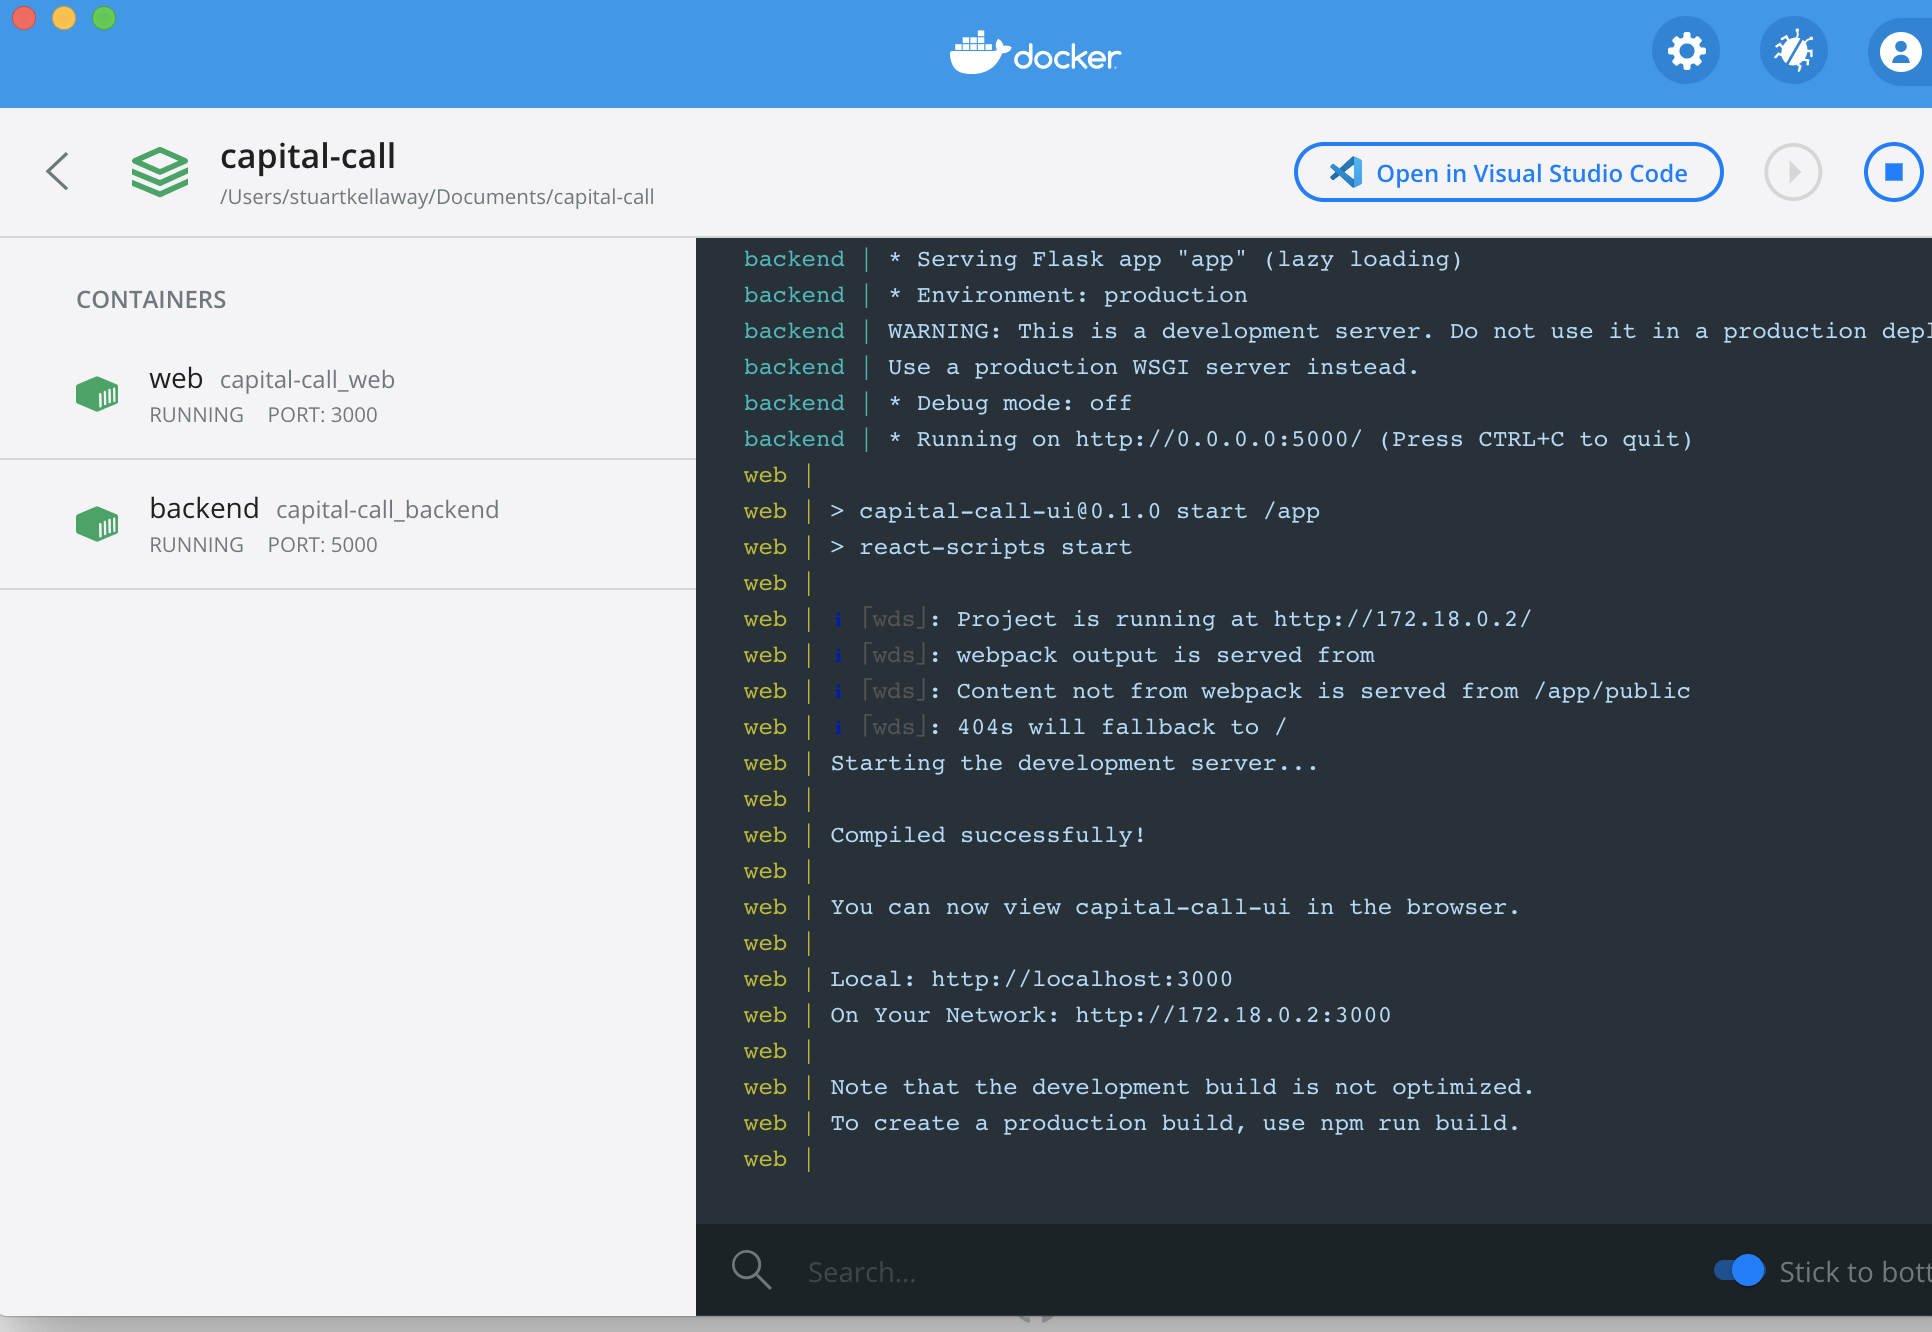 docker
capital-call
/Users/stuartkellaway/Documents/capital-call
Open in Visual Studio Code
CONTAINERS
web capital-call_web
RUNNING PORT: 3000
backend capital-call_backend
RUNNING PORT: 5000
backend | * Serving Flask app "app" (lazy loading)
backend | * Environment: production
backend | WARNING: This is a development server. Do not use it in a production depl
backend | Use a production WSGI server instead.
backend | * Debug mode: off
backend | * Running on http://0.0.0.0:5000/ (Press CTRL+C to quit)
web |
web | > capital-call-ui@0.1.0 start /app
web | > react-scripts start
web |
web | ℹ ｢wds｣: Project is running at http://172.18.0.2/
web | ℹ ｢wds｣: webpack output is served from
web | ℹ ｢wds｣: Content not from webpack is served from /app/public
web | ℹ ｢wds｣: 404s will fallback to /
web | Starting the development server...
web |
web | Compiled successfully!
web |
web | You can now view capital-call-ui in the browser.
web |
web | Local: http://localhost:3000
web | On Your Network: http://172.18.0.2:3000
web |
web | Note that the development build is not optimized.
web | To create a production build, use npm run build.
web |
Search...
Stick to bott